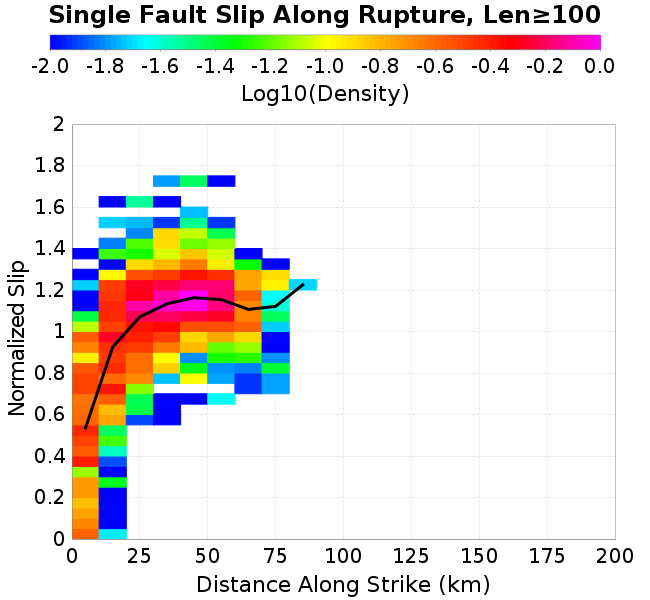 Single Fault Slip Along Rupture, Len≥100
-2.0 -1.8 -1.6 -1.4 -1.2 -1.0 -0.8 -0.6 -0.4 -0.2 0.0
Log10(Density)
2
1.8
1.6
1.4
1.2
1
0.8
0.6
0.4
0.2
0
Normalized Slip
0 25 50 75 100 125 150 175 200
Distance Along Strike (km)